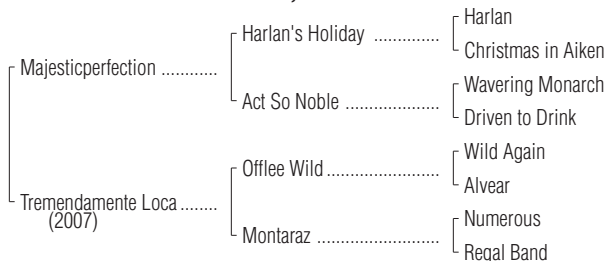 Harlan
Harlan's Holiday ..............
Christmas in Aiken
Majesticperfection ............
Wavering Monarch
Act So Noble ....................
Driven to Drink
Wild Again
Offlee Wild .......................
Alvear
Tremendamente Loca ........
(2007)
Numerous
Montaraz .........................
Regal Band